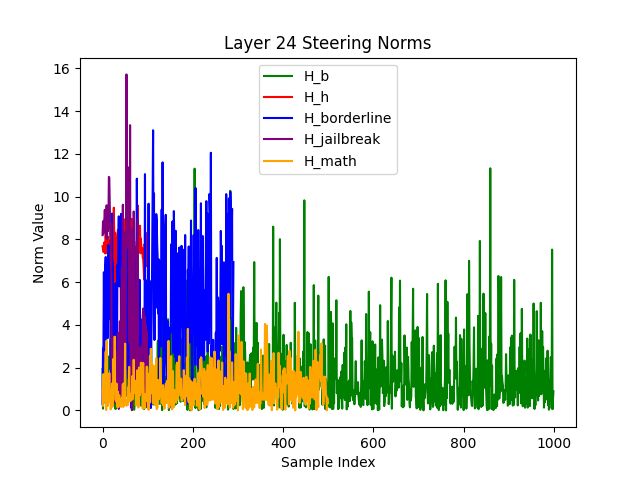 Layer 24 Steering Norms
H_b
H_h
H_borderline
H_jailbreak
H_math
Norm Value
16
14
12
10
8
6
4
2
0
0 200 400 600 800 1000
Sample Index